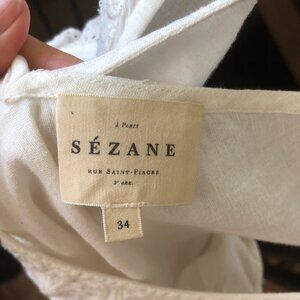 à Paris
SÉZANE
RUE SAINT-FIACRE
2e ARR.
34